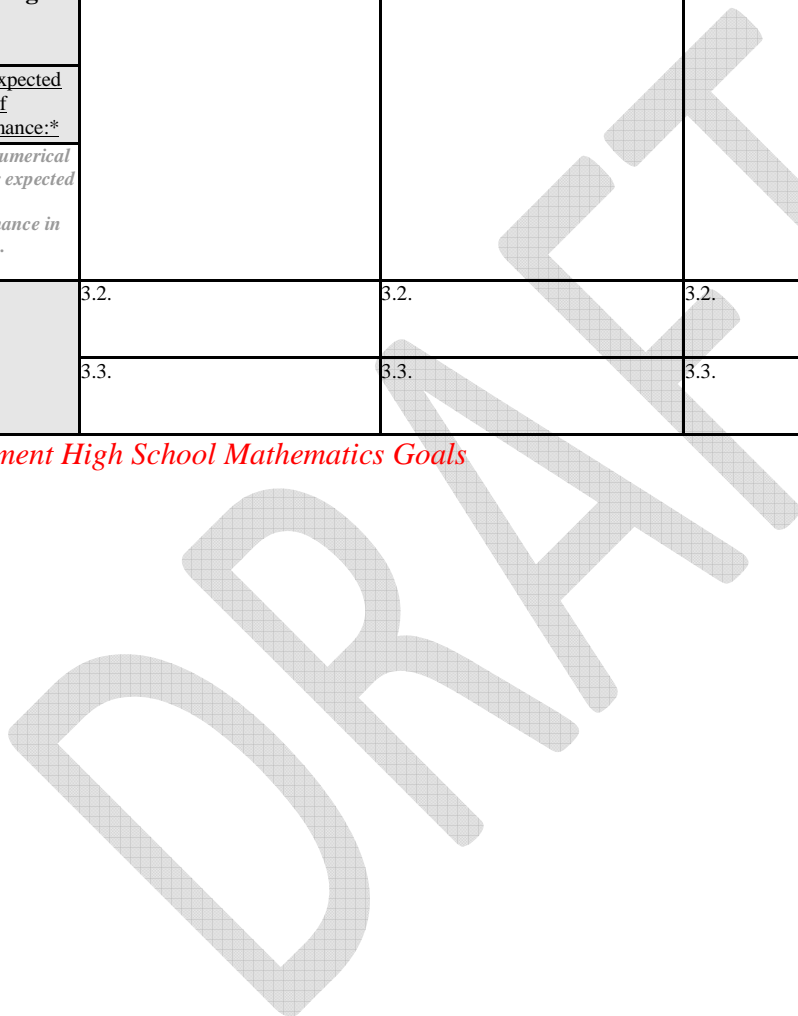 g
xpected
f
nance:*
umerical
expected
ance in
.
3.2. 3.2. 3.2.
3.3. 3.3. 3.3.
ment High School Mathematics Goals
DRAFT